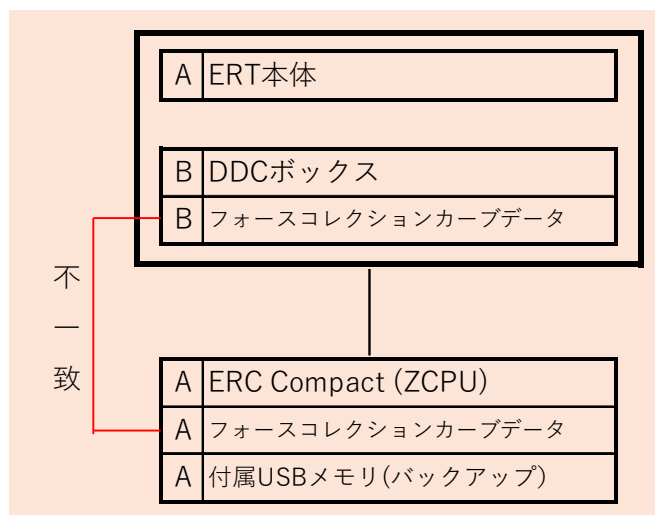 A ERT本体
B DDCボックス
B フォースコレクションカーブデータ
不一致
A ERC Compact (ZCPU)
A フォースコレクションカーブデータ
A 付属USBメモリ(バックアップ)